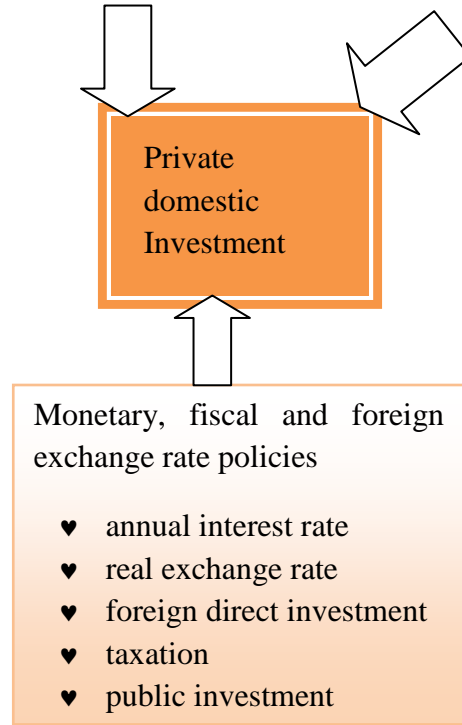 Private
domestic
Investment
Monetary, fiscal and foreign
exchange rate policies
♥ annual interest rate
♥ real exchange rate
♥ foreign direct investment
♥ taxation
♥ public investment